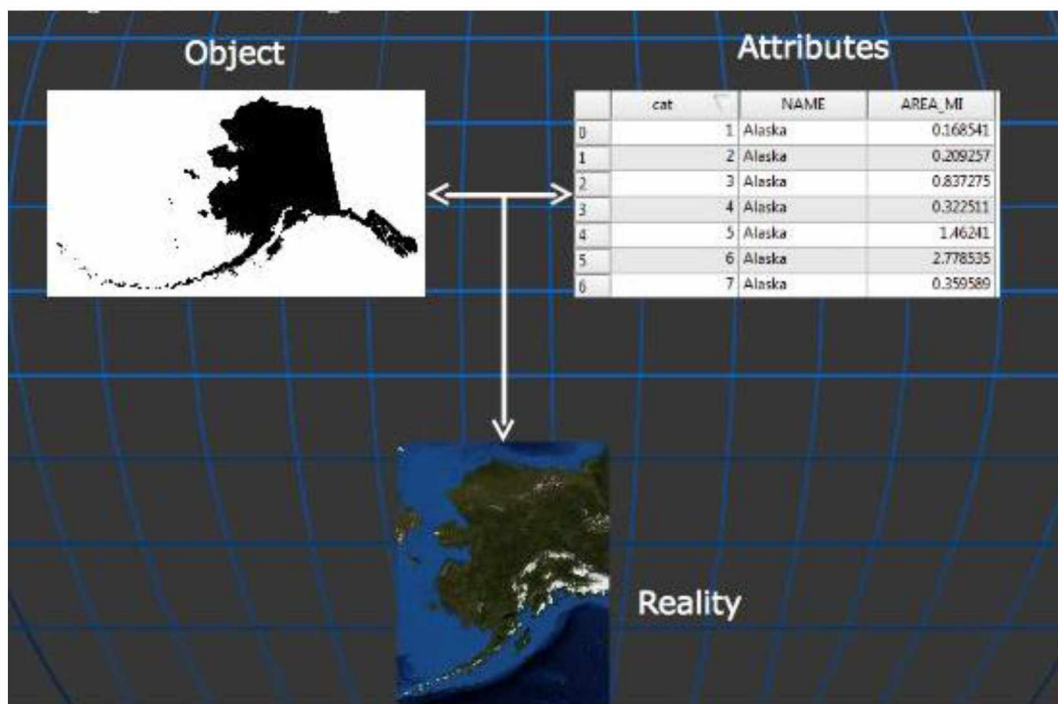 Object
Attributes
cat NAME AREA_MI
0 1 Alaska 0.168541
1 2 Alaska 0.209257
2 3 Alaska 0.837275
3 4 Alaska 0.322511
4 5 Alaska 1.46241
5 6 Alaska 2.778535
6 7 Alaska 0.359589
Reality